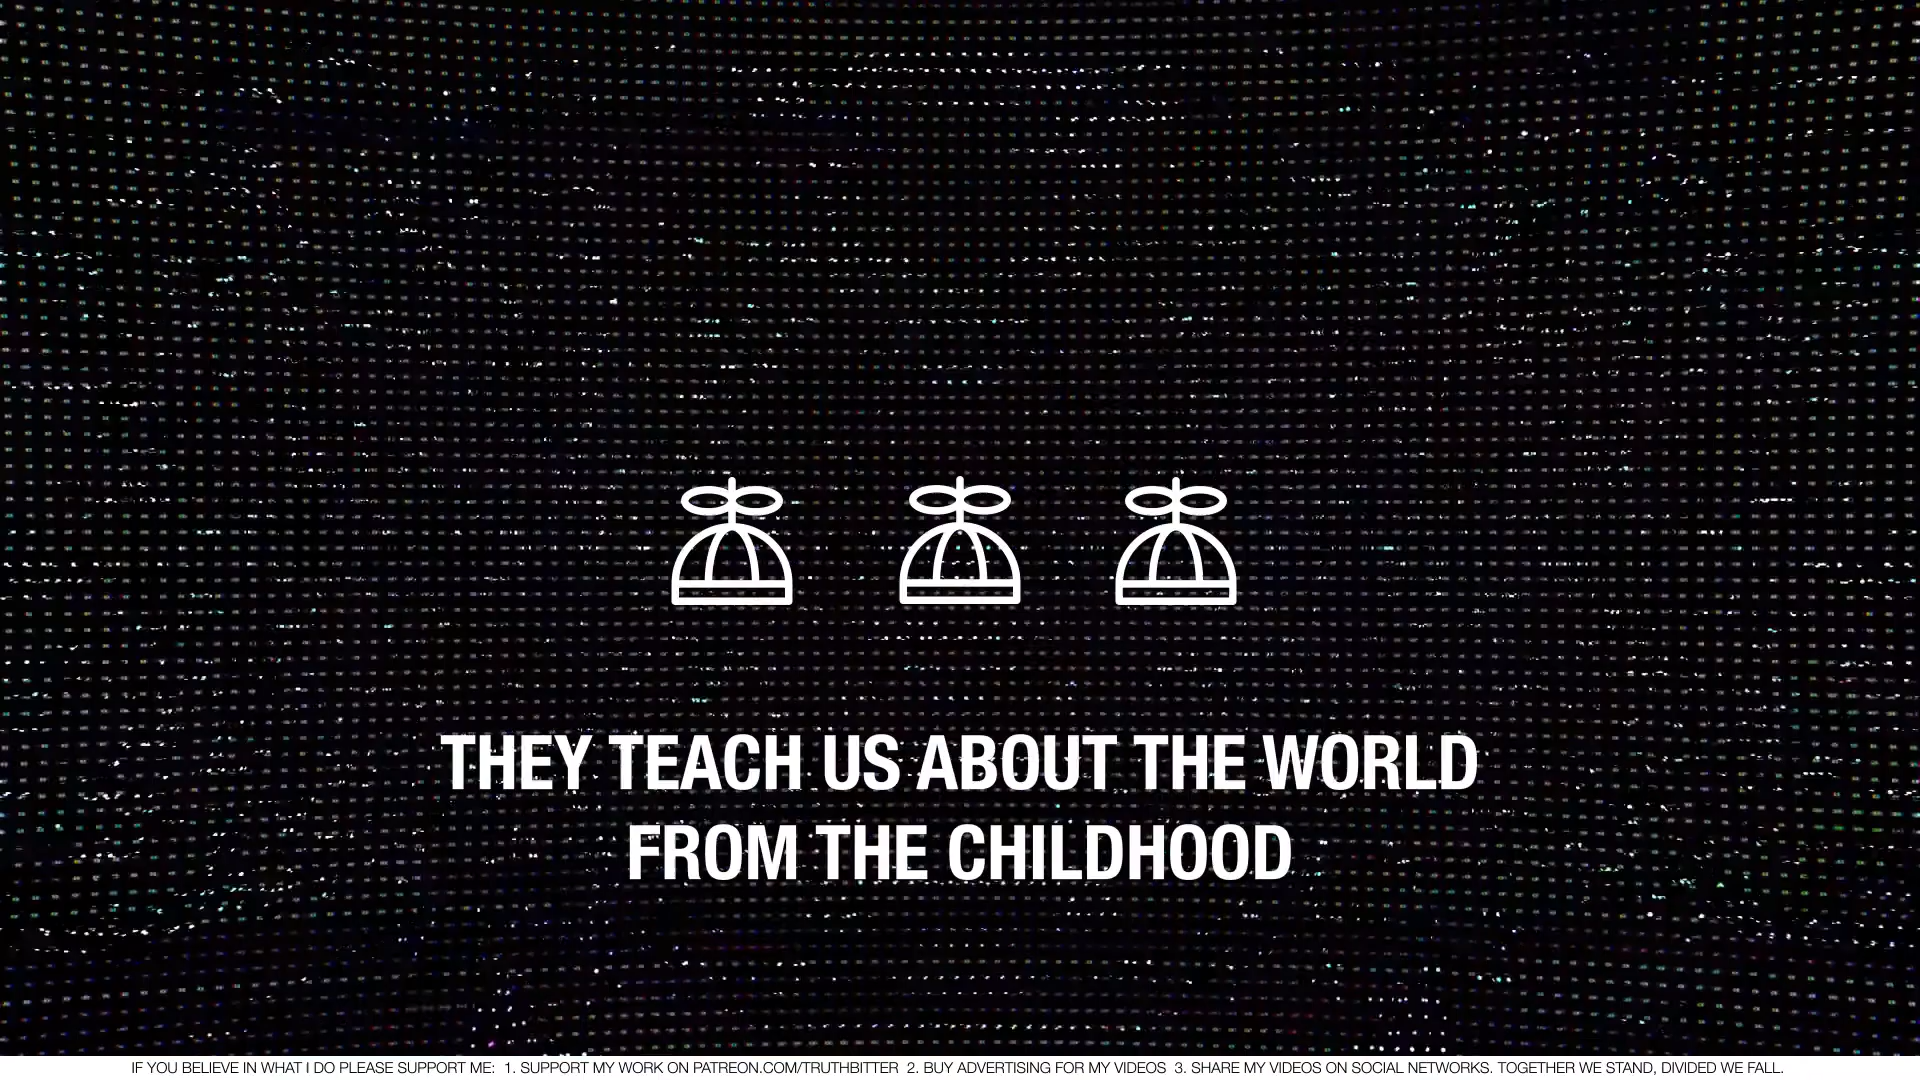 THEY TEACH US ABOUT THE WORLD
FROM THE CHILDHOOD
IF YOU BELIEVE IN WHAT I DO PLEASE SUPPORT ME: 1. SUPPORT MY WORK ON PATREON.COM/TRUTHBITTER 2. BUY ADVERTISING FOR MY VIDEOS 3. SHARE MY VIDEOS ON SOCIAL NETWORKS. TOGETHER WE STAND, DIVIDED WE FALL.